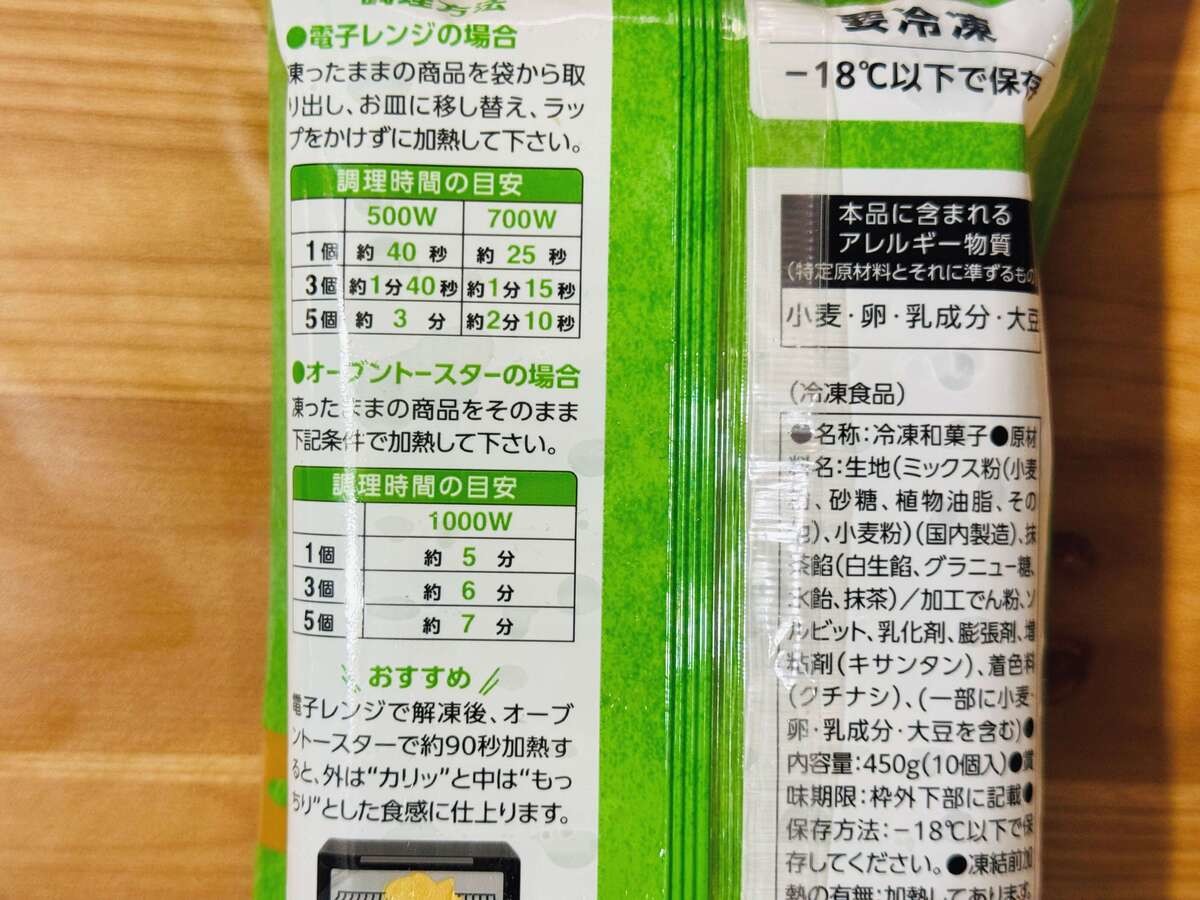 調理方法
●電子レンジの場合
凍ったままの商品を袋から取
り出し、お皿に移し替え、ラッ
プをかけずに加熱して下さい。
調理時間の目安
500W 700W
1個 約 40 秒 約 25 秒
3個 約1分40秒 約1分15秒
5個 約 3 分 約2分10秒
●オーブントースターの場合
凍ったままの商品をそのまま
下記条件で加熱して下さい。
調理時間の目安
1000W
1個 約 5 分
3個 約 6 分
5個 約 7 分
おすすめ
電子レンジで解凍後、オーブ
ントースターで約90秒加熱す
ると、外は“カリッ”と中は“もっ
ちり”とした食感に仕上ります。
要冷凍
−18℃以下で保存
本品に含まれる
アレルギー物質
(特定原材料とそれに準ずるもの)
小麦・卵・乳成分・大豆
(冷凍食品)
●名称:冷凍和菓子●原材
料名:生地(ミックス粉(小麦
粉、砂糖、植物油脂、その
他)、小麦粉)(国内製造)、抹
茶餡(白生餡、グラニュー糖、
水飴、抹茶)/加工でん粉、ソ
ルビット、乳化剤、膨張剤、増
粘剤(キサンタン)、着色料
(クチナシ)、(一部に小麦・
卵・乳成分・大豆を含む)●
内容量:450g(10個入)●賞
味期限:枠外下部に記載●
保存方法:−18℃以下で保
存してください。●凍結前加
熱の有無:加熱してあります。